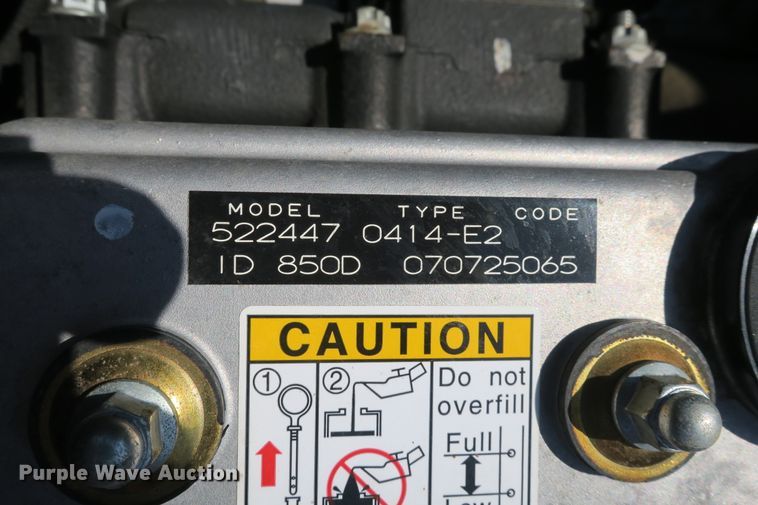 MODEL TYPE CODE
522447 0414-E2
ID 850D 070725065
CAUTION
1 2 Do not
overfill
Full
Low
Purple Wave Auction